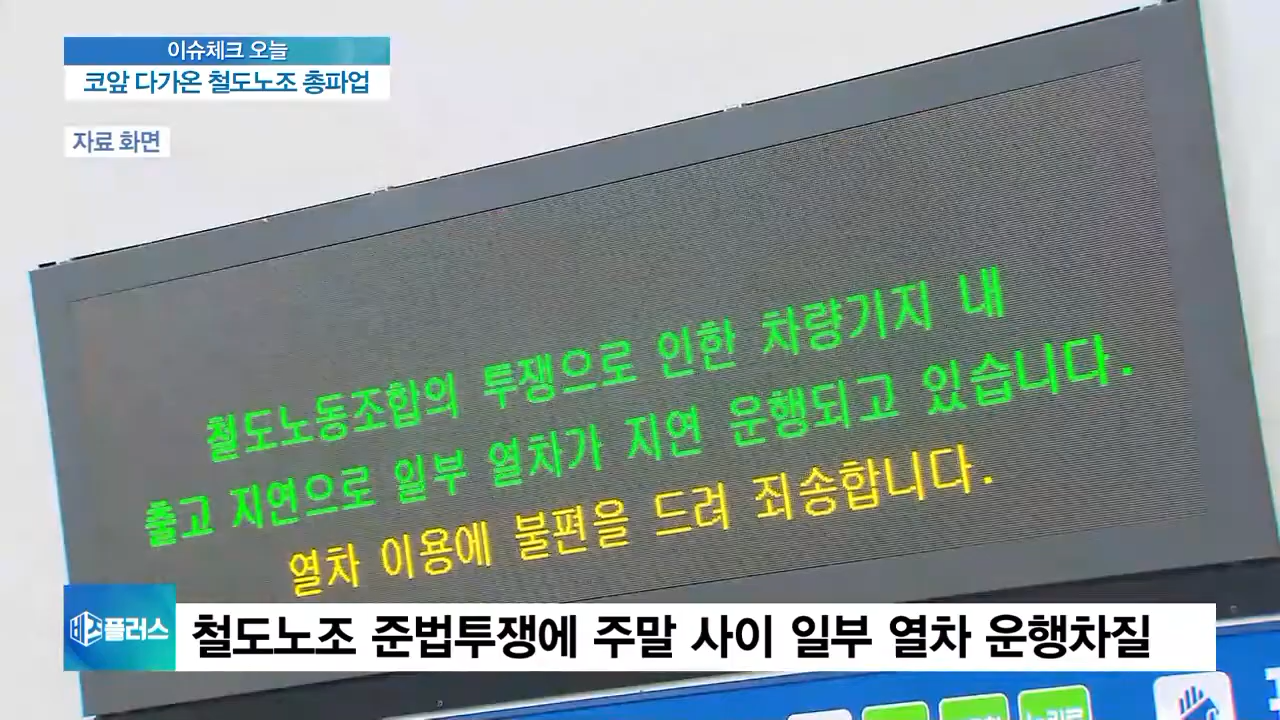 이슈체크 오늘
코앞 다가온 철도노조 총파업
자료 화면
철도노동조합의 투쟁으로 인한 차량기지 내
출고 지연으로 일부 열차가 지연 운행되고 있습니다.
열차 이용에 불편을 드려 죄송합니다.
비즈플러스
철도노조 준법투쟁에 주말 사이 일부 열차 운행차질